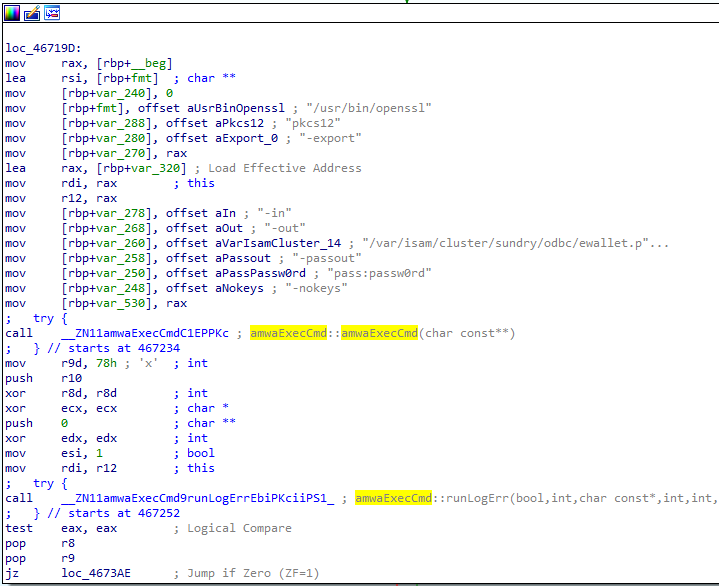 loc_46719D:
mov rax, [rbp+__beg]
lea rsi, [rbp+fmt] ; char **
mov [rbp+var_240], 0
mov [rbp+fmt], offset aUsrBinOpenssl ; "/usr/bin/openssl"
mov [rbp+var_288], offset aPkcs12 ; "pkcs12"
mov [rbp+var_280], offset aExport_0 ; "-export"
mov [rbp+var_270], rax
lea rax, [rbp+var_320] ; Load Effective Address
mov rdi, rax ; this
mov r12, rax
mov [rbp+var_278], offset aIn ; "-in"
mov [rbp+var_268], offset aOut ; "-out"
mov [rbp+var_260], offset aVarIsamCluster_14 ; "/var/isam/cluster/sundry/odbc/ewallet.p"...
mov [rbp+var_258], offset aPassout ; "-passout"
mov [rbp+var_250], offset aPassPassw0rd ; "pass:passw0rd"
mov [rbp+var_248], offset aNokeys ; "-nokeys"
mov [rbp+var_530], rax
; try {
call __ZN11amwaExecCmdC1EPPKc ; amwaExecCmd::amwaExecCmd(char const**)
; } // starts at 467234
mov r9d, 78h ; 'x' ; int
push r10
xor r8d, r8d ; int
xor ecx, ecx ; char *
push 0 ; char **
xor edx, edx ; int
mov esi, 1 ; bool
mov rdi, r12 ; this
; try {
call __ZN11amwaExecCmd9runLogErrEbiPKciiPS1_ ; amwaExecCmd::runLogErr(bool,int,char const*,int,int,
; } // starts at 467252
test eax, eax ; Logical Compare
pop r8
pop r9
jz loc_4673AE ; Jump if Zero (ZF=1)